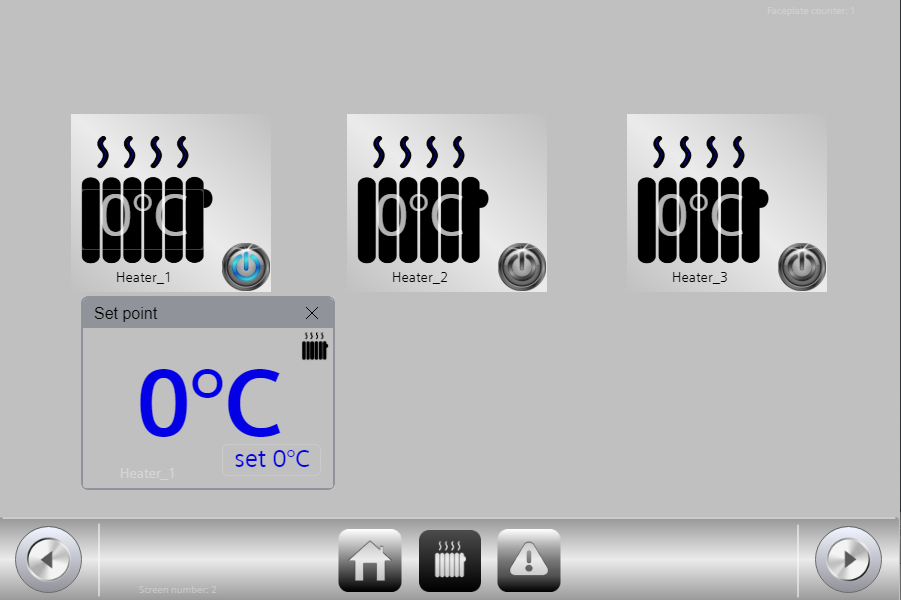 Faceplate counter: 1
0°C
Heater_1
0°C
Heater_2
0°C
Heater_3
Set point
0°C
set 0°C
Heater_1
Screen number: 2